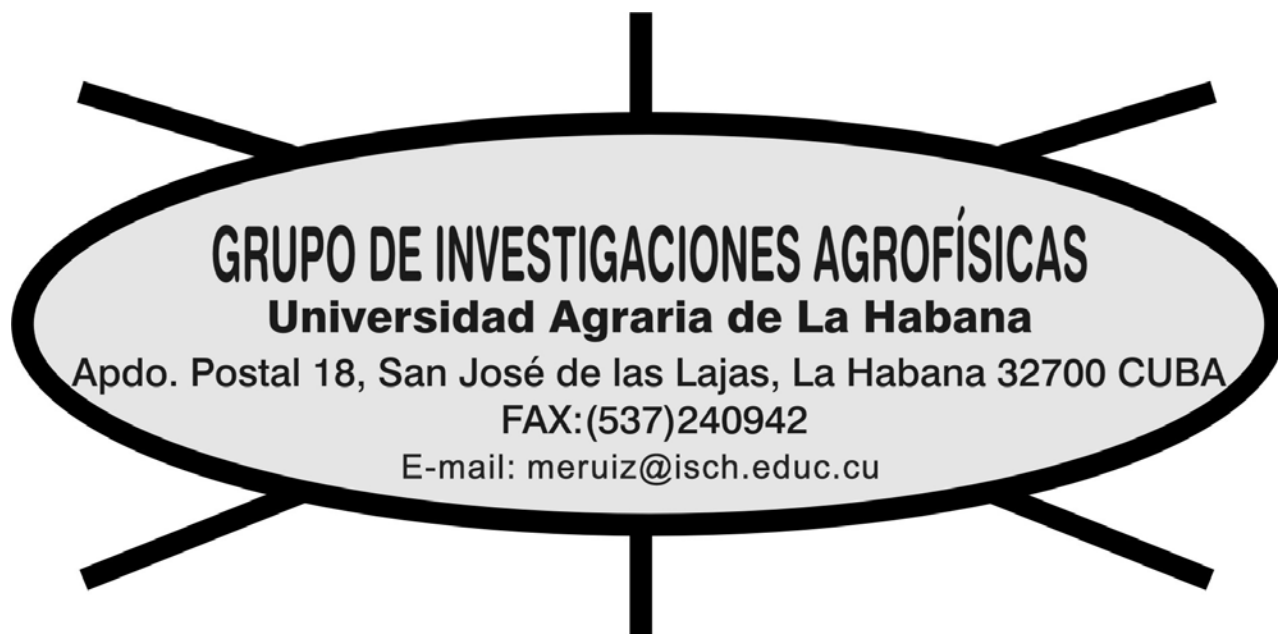 GRUPO DE INVESTIGACIONES AGROFÍSICAS
Universidad Agraria de La Habana
Apdo. Postal 18, San José de las Lajas, La Habana 32700 CUBA
FAX:(537)240942
E-mail: meruiz@isch.educ.cu